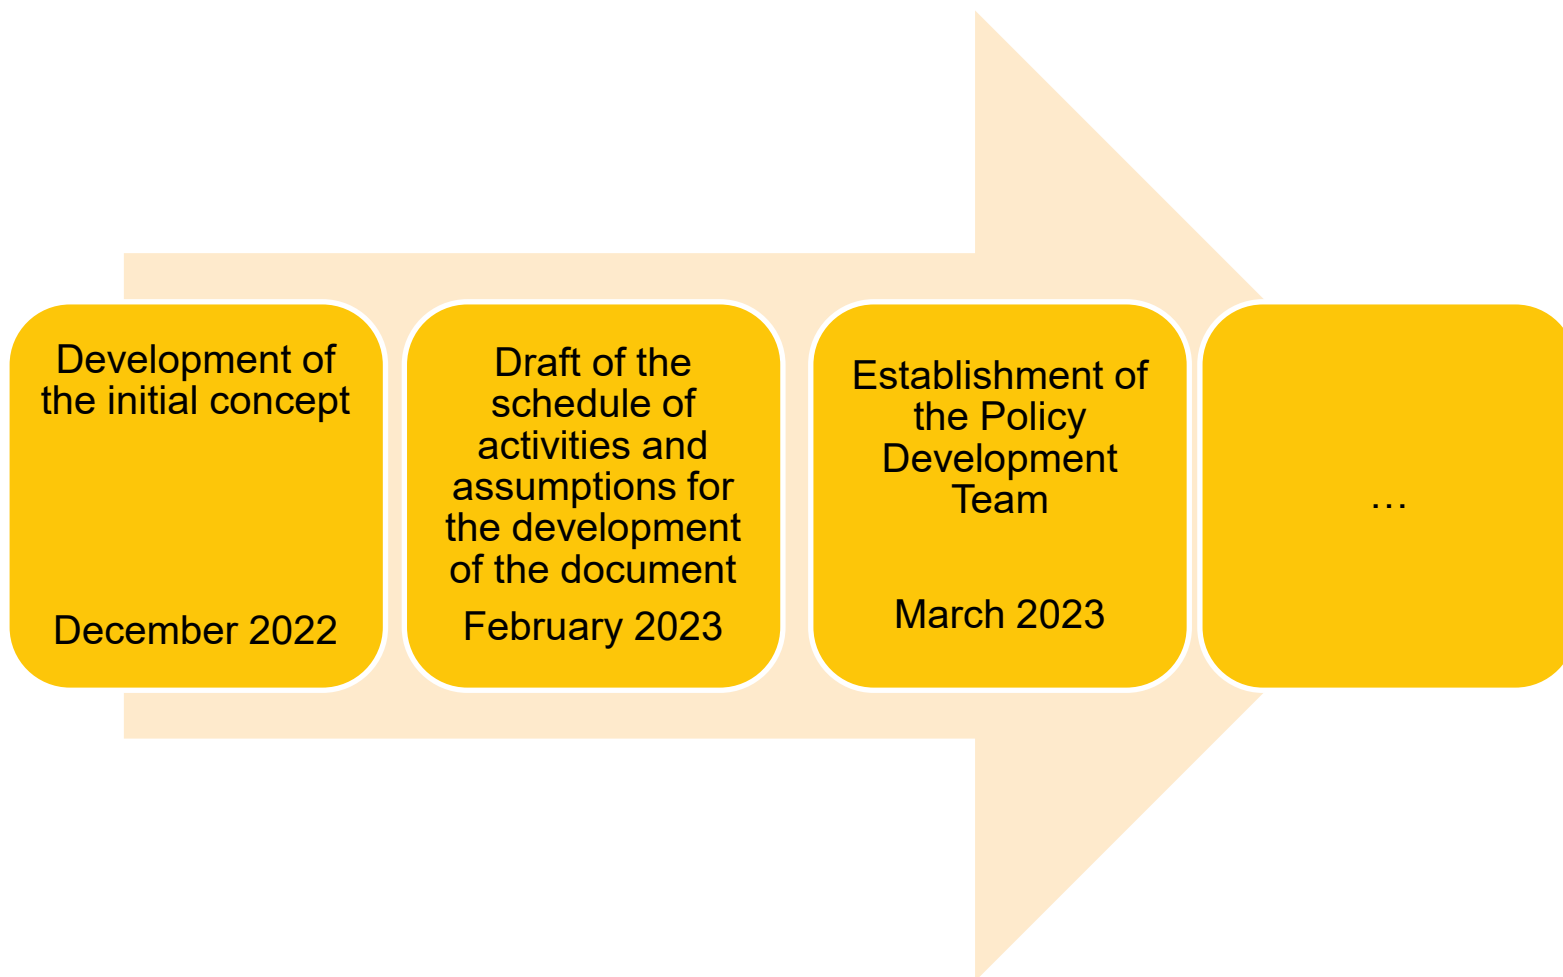 Development of
the initial concept
December 2022
Draft of the
schedule of
activities and
assumptions for
the development
of the document
February 2023
Establishment of
the Policy
Development
Team
March 2023
…